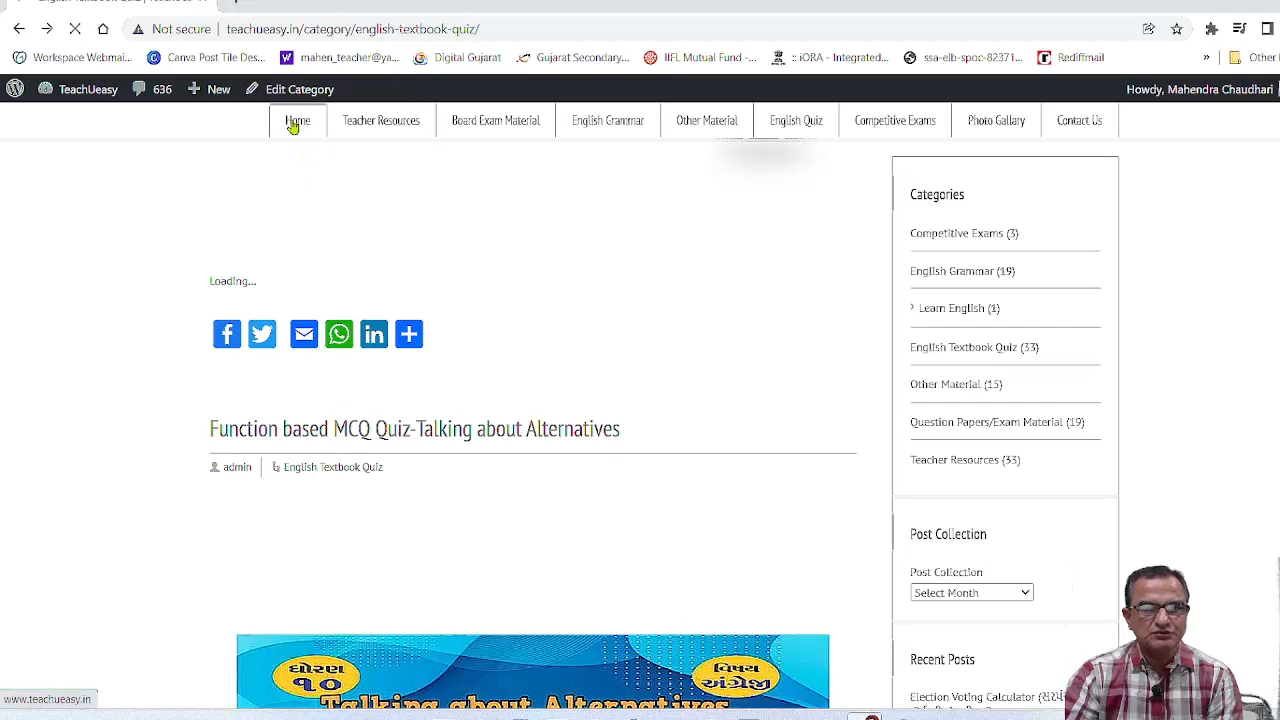 Not secure teachueasy.in/category/english-textbook-quiz/
Workspace Webmai... Canva Post Tile Des... mahen_teacher@ya... Digital Gujarat Gujarat Secondary... IIFL Mutual Fund -... :: iORA - Integrated... ssa-elb-spoc-82371... Rediffmail » Other
TeachUeasy 636 New Edit Category Howdy, Mahendra Chaudhari
Home Teacher Resources Board Exam Material English Grammar Other Material English Quiz Competitive Exams Photo Gallary Contact Us
Loading...
Function based MCQ Quiz-Talking about Alternatives
admin English Textbook Quiz
ધોરણ
૧૦
વિષય
અંગ્રેજી
Talking about Alternatives
Categories
Competitive Exams (3)
English Grammar (19)
Learn English (1)
English Textbook Quiz (33)
Other Material (15)
Question Papers/Exam Material (19)
Teacher Resources (33)
Post Collection
Post Collection
Select Month
Recent Posts
Election Voting Calculator
www.teachueasy.in